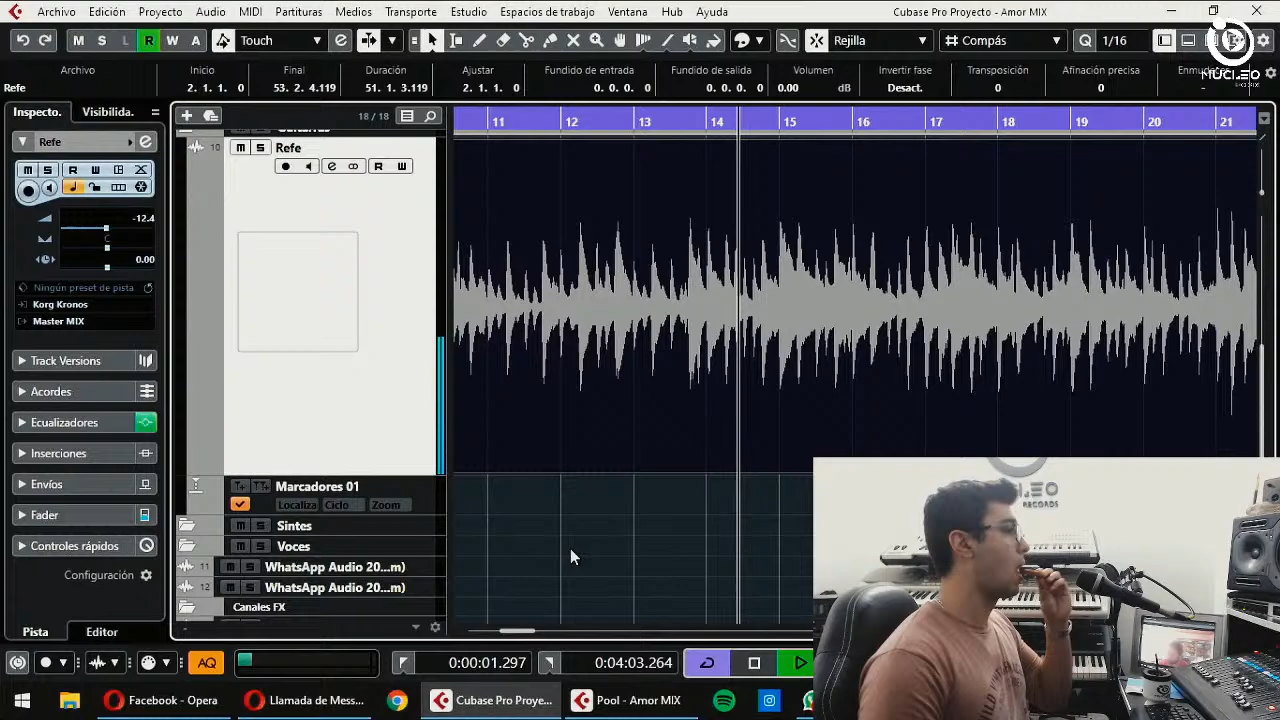 Archivo Edición Proyecto Audio MIDI Partituras Medios Transporte Estudio Espacios de trabajo Ventana Hub Ayuda Cubase Pro Proyecto - Amor MIX
M S L R W A Touch Rejilla Compás Q 1/16
Archivo Inicio Final Duración Ajustar Fundido de entrada Fundido de salida Volumen Invertir fase Transposición Afinación precisa
Refe 2. 1. 1. 0 53. 2. 4.119 51. 1. 3.119 2. 1. 1. 0 0. 0. 0. 0 0. 0. 0. 0 0.00 dB Desact. 0 0 -
NUCLEO
Inspecto. Visibilida. 18 / 18
11 12 13 14 15 16 17 18 19 20 21
Refe
M S R W
-12.4
C
0.00
Ningún preset de pista
Korg Kronos
Master MIX
Track Versions
Acordes
Ecualizadores
Inserciones
Envíos
Fader
Controles rápidos
Configuración
Pista Editor
10 M S Refe
R W
Marcadores 01
Localiza Ciclo Zoom
M S Sintes
M S Voces
11 M S WhatsApp Audio 20...m)
12 M S WhatsApp Audio 20...m)
Canales FX
RECORDS
AQ 0:00:01.297 0:04:03.264
Facebook - Opera Llamada de Mess... Cubase Pro Proye... Pool - Amor MIX